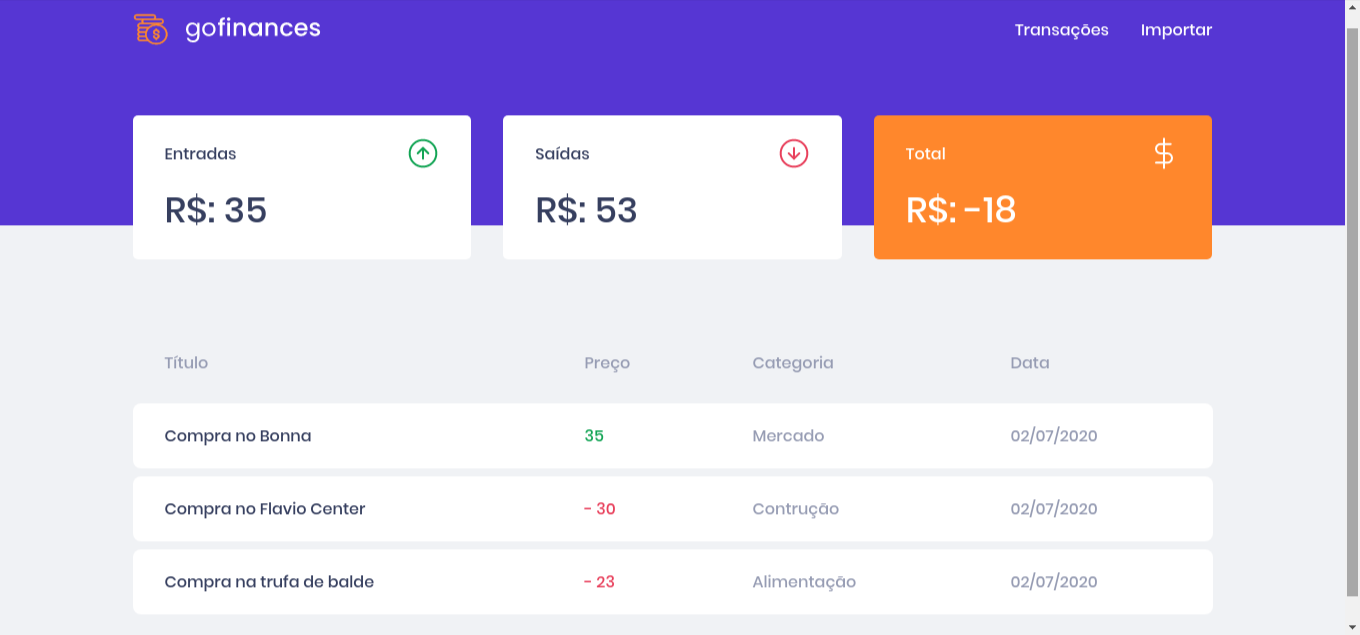 gofinances
Transações Importar
Entradas
R$: 35
Saídas
R$: 53
Total
$
R$: -18
Título Preço Categoria Data
Compra no Bonna 35 Mercado 02/07/2020
Compra no Flavio Center - 30 Contrução 02/07/2020
Compra na trufa de balde - 23 Alimentação 02/07/2020